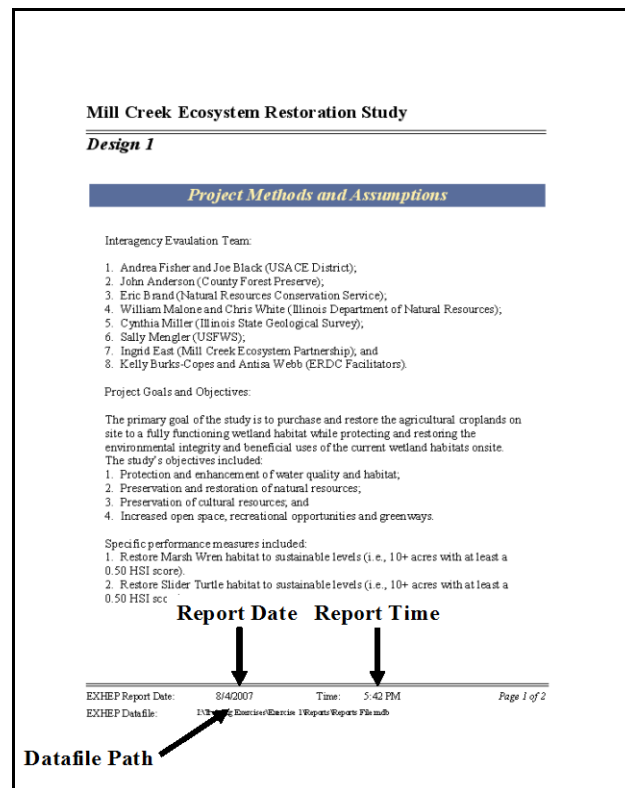 Mill Creek Ecosystem Restoration Study
Design 1
Project Methods and Assumptions
Interagency Evaulation Team:
1. Andrea Fisher and Joe Black (USACE District);
2. John Anderson (County Forest Preserve);
3. Eric Brand (Natural Resources Conservation Service);
4. William Malone and Chris White (Illinois Department of Natural Resources);
5. Cynthia Miller (Illinois State Geological Survey);
6. Sally Mengler (USFWS);
7. Ingrid East (Mill Creek Ecosystem Partnership); and
8. Kelly Burks-Copes and Antisa Webb (ERDC Facilitators).
Project Goals and Objectives:
The primary goal of the study is to purchase and restore the agricultural croplands on
site to a fully functioning wetland habitat while protecting and restoring the
environmental integrity and beneficial uses of the current wetland habitats onsite.
The study's objectives included:
1. Protection and enhancement of water quality and habitat;
2. Preservation and restoration of natural resources;
3. Preservation of cultural resources; and
4. Increased open space, recreational opportunities and greenways.
Specific performance measures included:
1. Restore Marsh Wren habitat to sustainable levels (i.e., 10+ acres with at least a
0.50 HSI score).
2. Restore Slider Turtle habitat to sustainable levels (i.e., 10+ acres with at least a
0.50 HSI
Report Date Report Time
EXHEP Report Date: 8/4/2007 Time: 5:42 PM Page 1 of 2
EXHEP Datafile: Exercises\Exercise 1\Reports\Reports File.mdb
Datafile Path